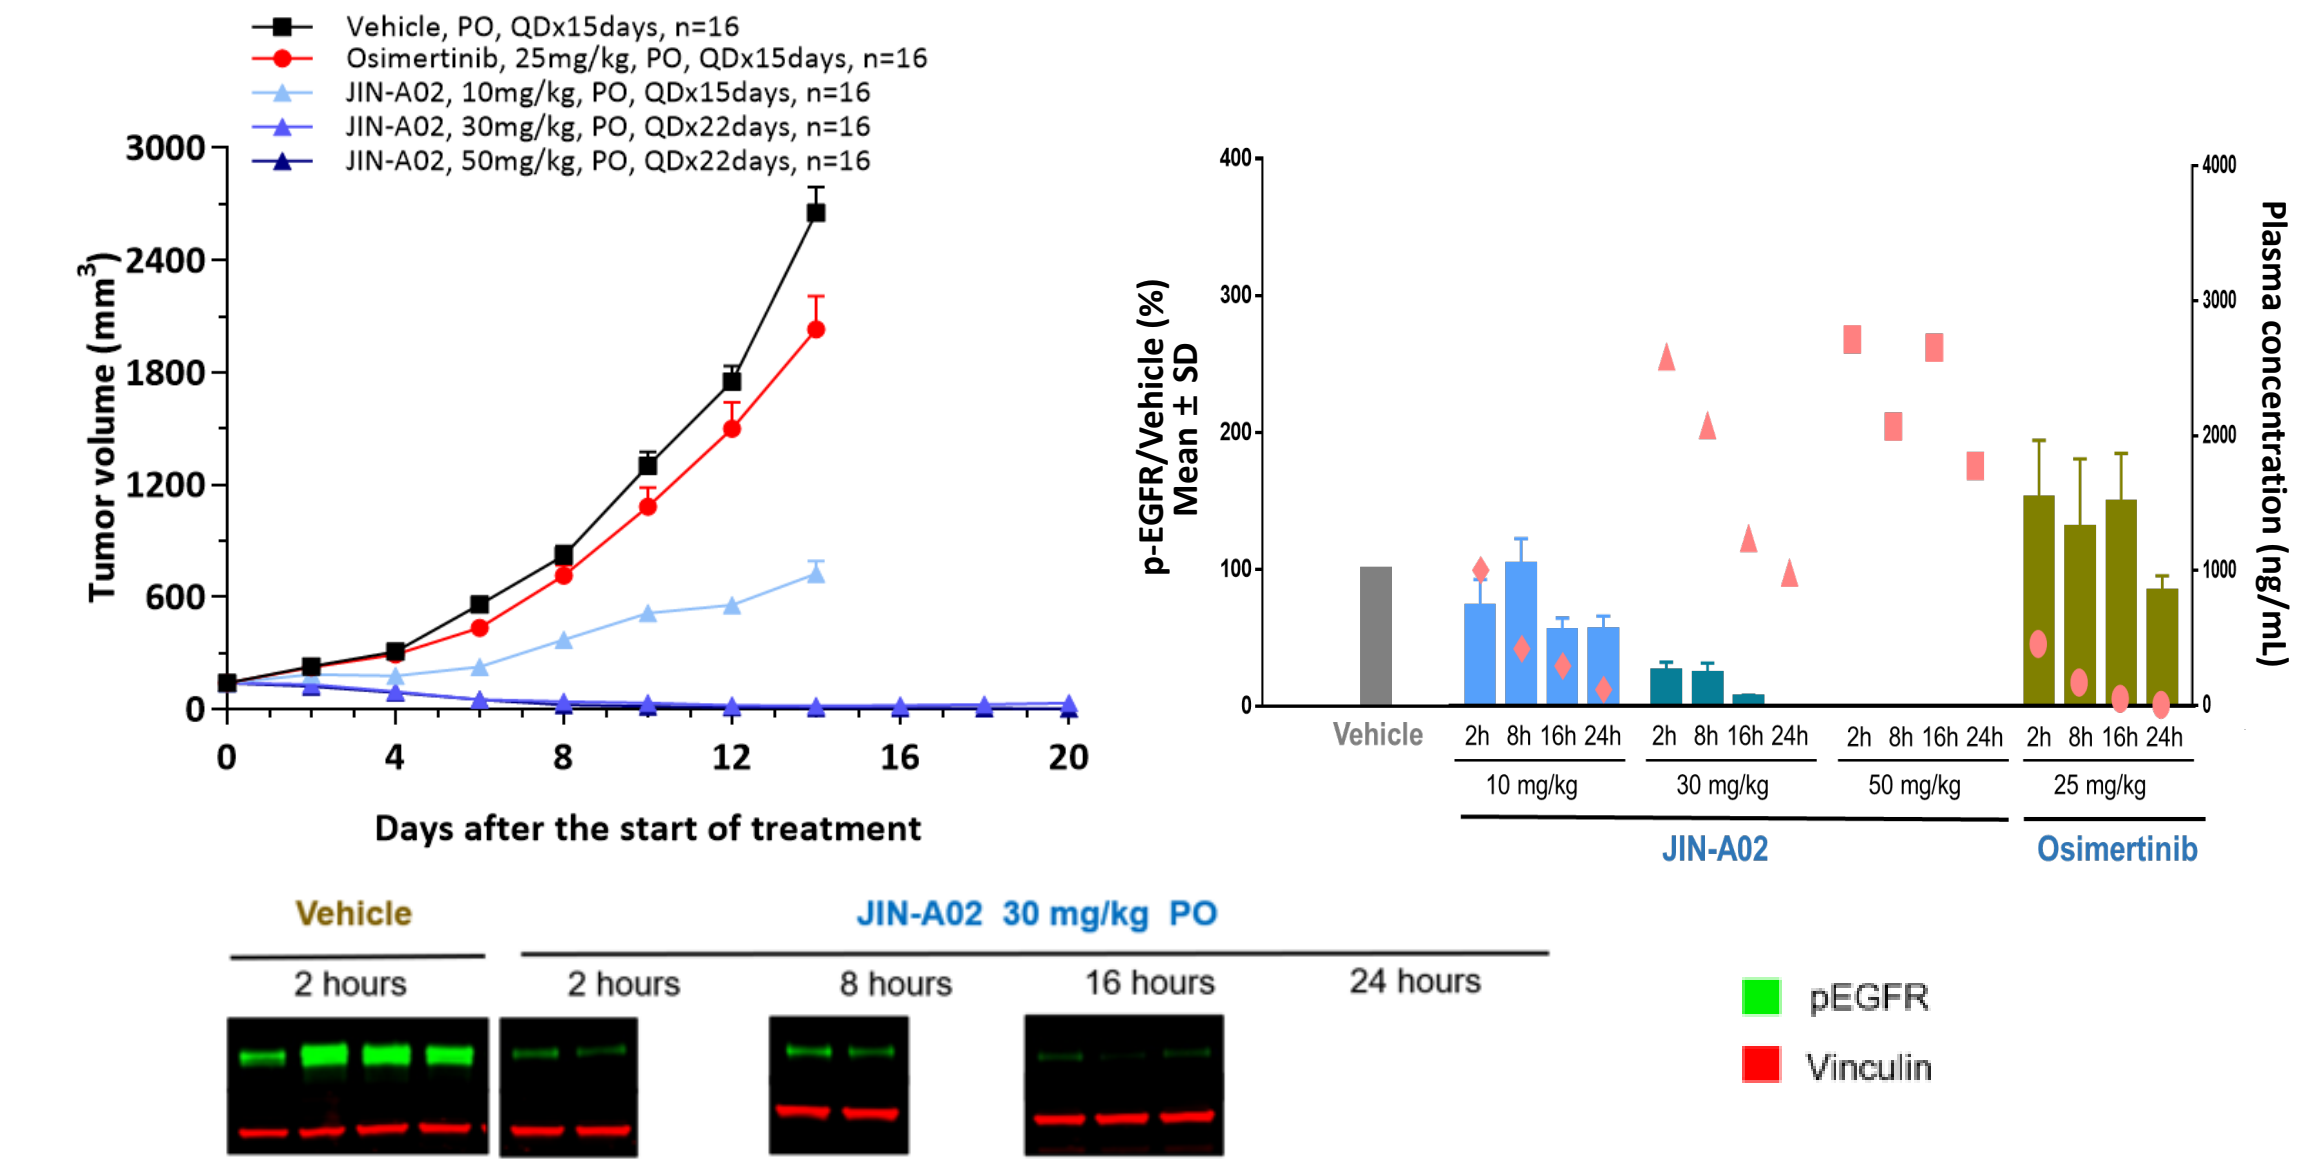 Vehicle, PO, QDx15days, n=16
Osimertinib, 25mg/kg, PO, QDx15days, n=16
JIN-A02, 10mg/kg, PO, QDx15days, n=16
JIN-A02, 30mg/kg, PO, QDx22days, n=16
JIN-A02, 50mg/kg, PO, QDx22days, n=16
Tumor volume (mm³)
3000
2400
1800
1200
600
0
0 4 8 12 16 20
Days after the start of treatment
p-EGFR/Vehicle (%)
Mean ± SD
400
300
200
100
0
4000
3000
2000
1000
0
Plasma concentration (ng/mL)
Vehicle 2h 8h 16h 24h 2h 8h 16h 24h 2h 8h 16h 24h 2h 8h 16h 24h
10 mg/kg 30 mg/kg 50 mg/kg 25 mg/kg
JIN-A02 Osimertinib
Vehicle JIN-A02 30 mg/kg PO
2 hours 2 hours 8 hours 16 hours 24 hours
pEGFR
Vinculin